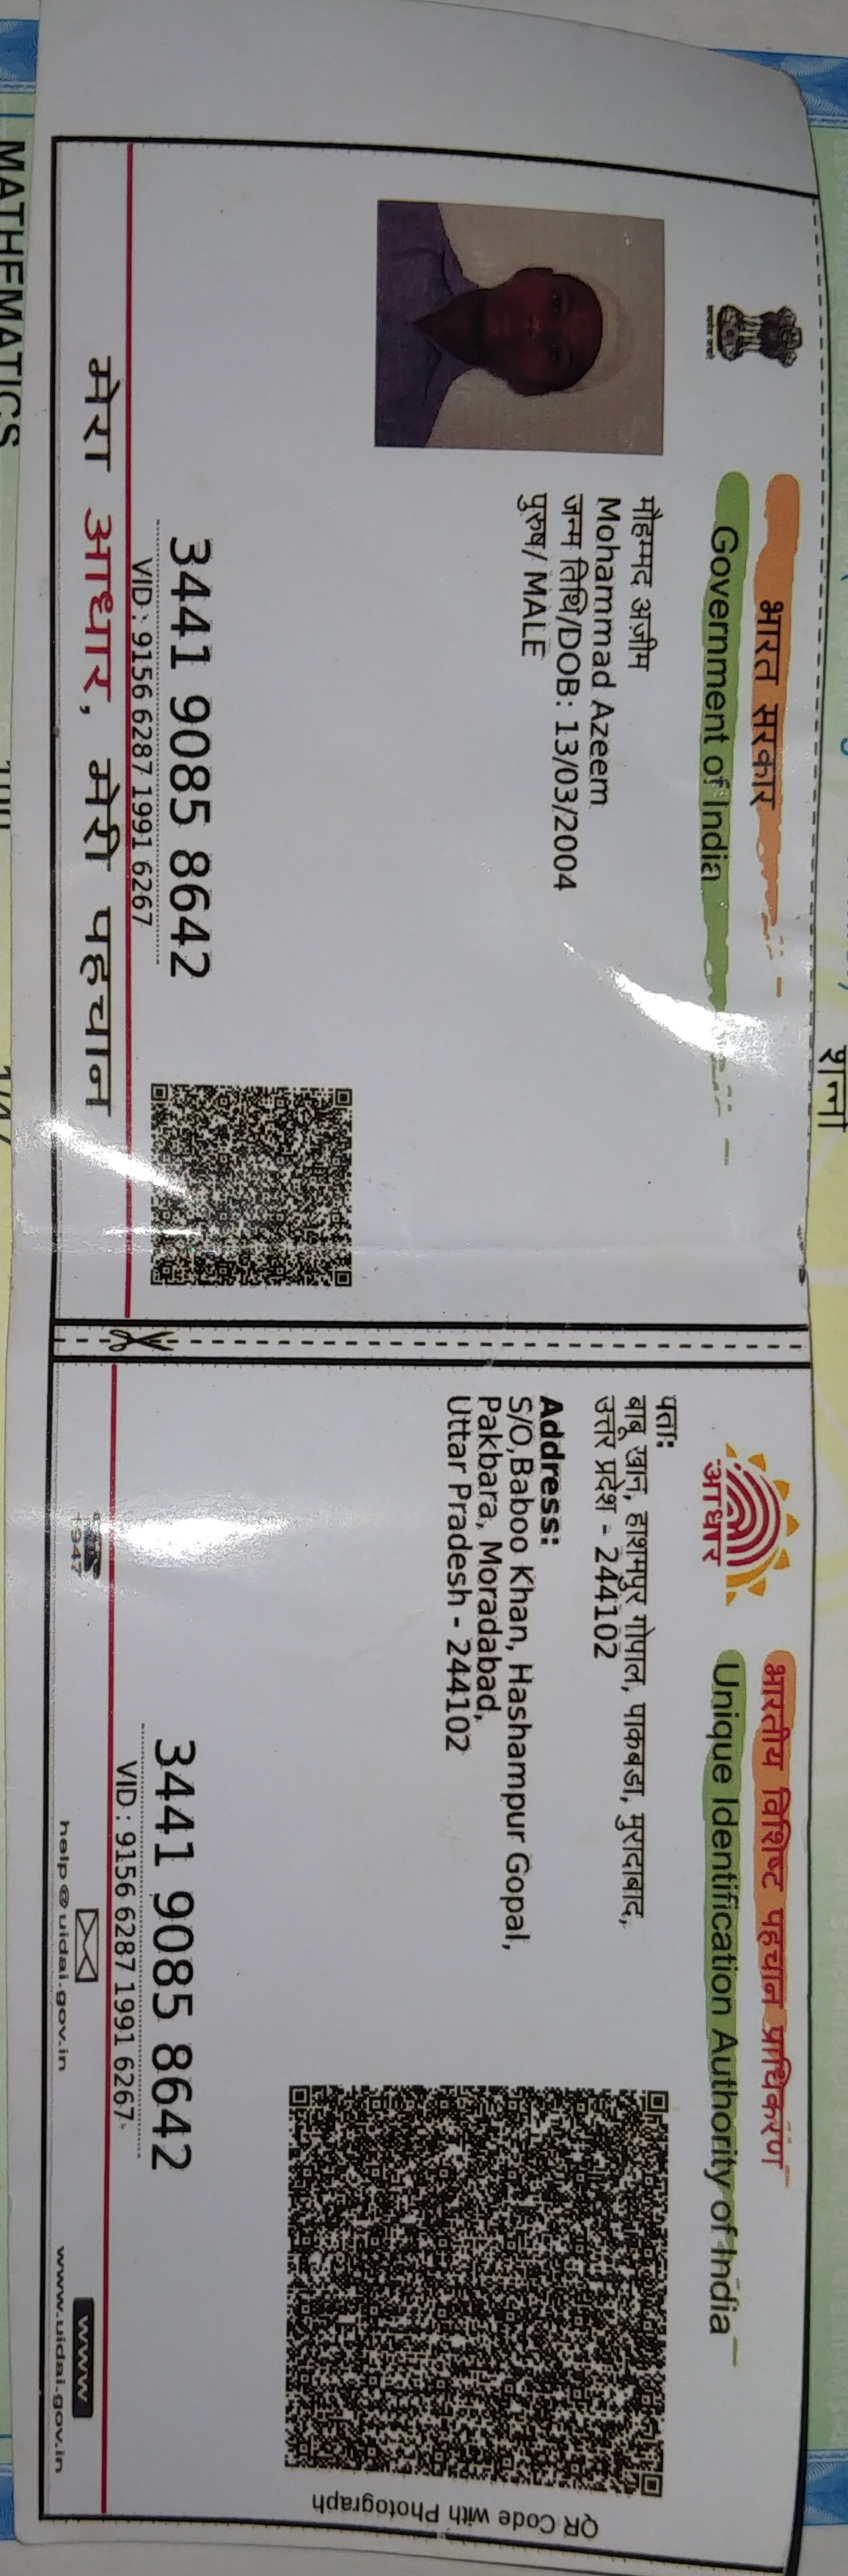 भारत सरकार
Government of India
मौहम्मद अज़ीम
Mohammad Azeem
जन्म तिथि/DOB: 13/03/2004
पुरुष/ MALE
3441 9085 8642
VID : 9156 6287 1991 6267
मेरा आधार, मेरी पहचान
भारतीय विशिष्ट पहचान प्राधिकरण
Unique Identification Authority of India
आधार
पताः
बाबू खान, हाशमपुर गोपाल, पाकबडा, मुरादाबाद,
उत्तर प्रदेश - 244102
Address:
S/O,Baboo Khan, Hashampur Gopal,
Pakbara, Moradabad,
Uttar Pradesh - 244102
QR Code with Photograph
3441 9085 8642
VID : 9156 6287 1991 6267
1947
help@uidai.gov.in
www
www.uidai.gov.in
MATHEMATICS